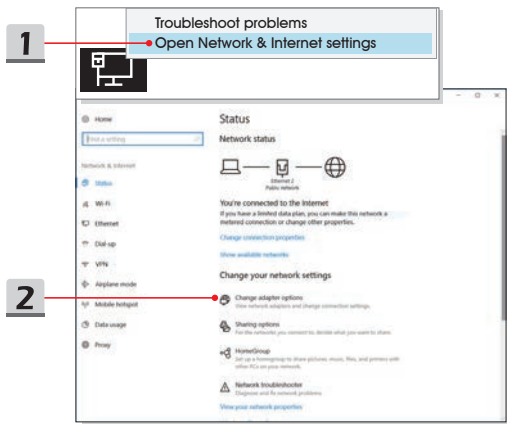 Troubleshoot problems
1
Open Network & Internet settings
Home
Status
Find a setting
Network status
Network & Internet
Status
Ethernet 2
Public network
Wi-Fi
You're connected to the Internet
If you have a limited data plan, you can make this network a
metered connection or change other properties.
Ethernet
Change connection properties
Dial-up
Show available networks
VPN
Change your network settings
Airplane mode
2
Change adapter options
View network adapters and change connection settings.
Mobile hotspot
Data usage
Sharing options
For the networks you connect to, decide what you want to share.
Proxy
HomeGroup
Set up a homegroup to share pictures, music, files, and printers with
other PCs on your network.
Network troubleshooter
Diagnose and fix network problems.
View your network properties